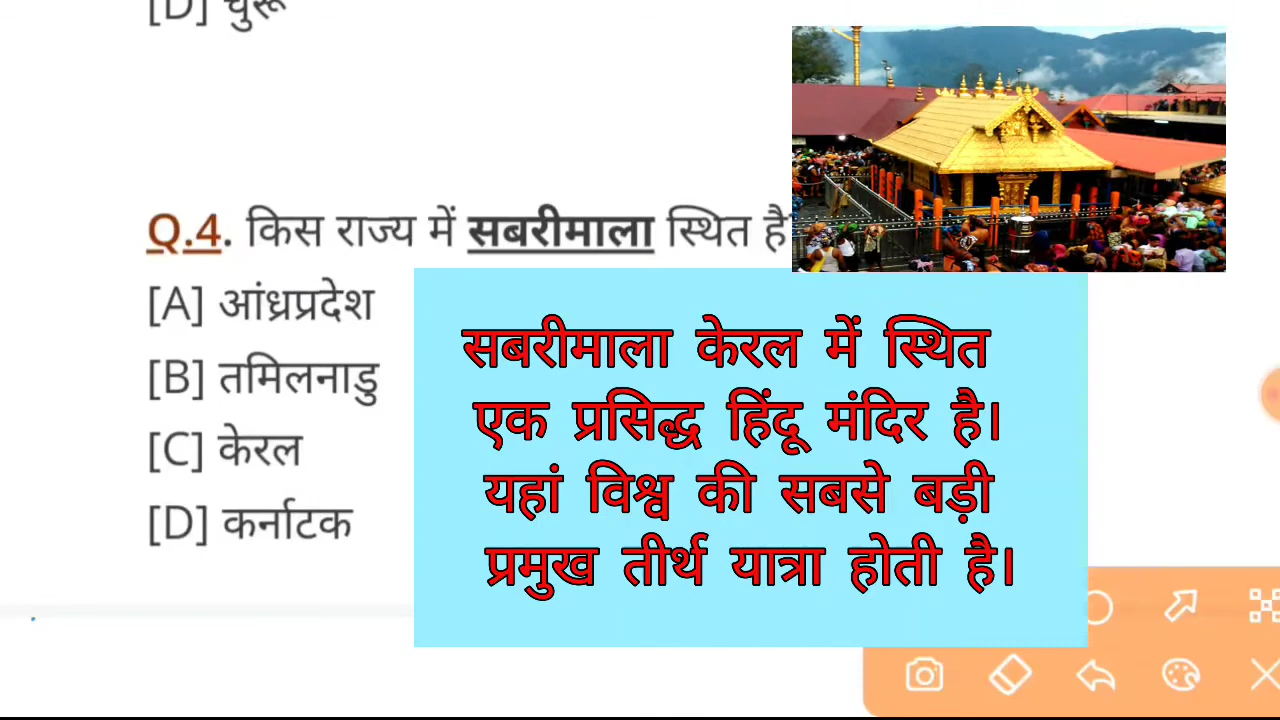 [D] चुरू
Q.4. किस राज्य में सबरीमाला स्थित है
[A] आंध्रप्रदेश
[B] तमिलनाडु
[C] केरल
[D] कर्नाटक
सबरीमाला केरल में स्थित
एक प्रसिद्ध हिंदू मंदिर है।
यहां विश्व की सबसे बड़ी
प्रमुख तीर्थ यात्रा होती है।